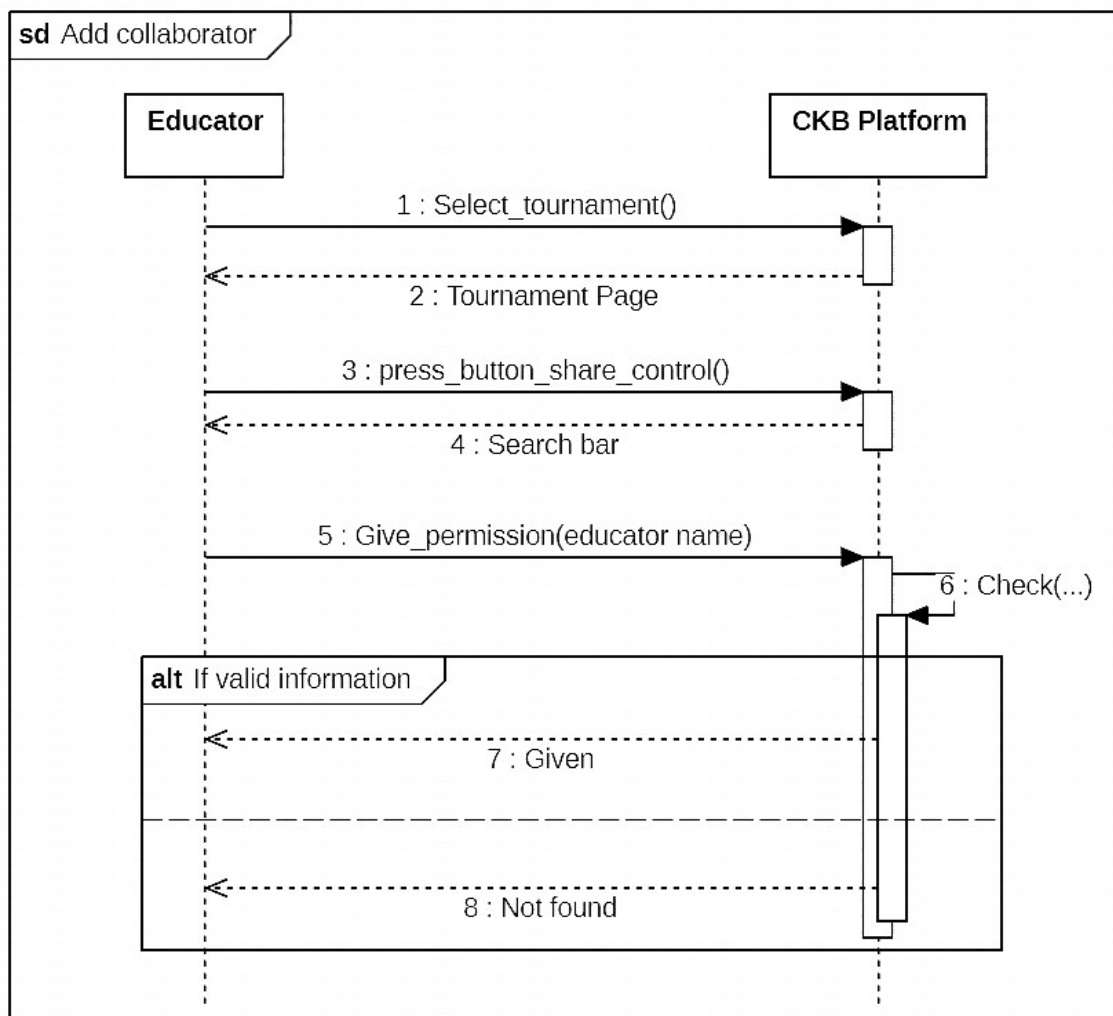 sd Add collaborator
Educator
CKB Platform
1 : Select_tournament()
2 : Tournament Page
3 : press_button_share_control()
4 : Search bar
5 : Give_permission(educator name)
6 : Check(...)
alt If valid information
7 : Given
8 : Not found